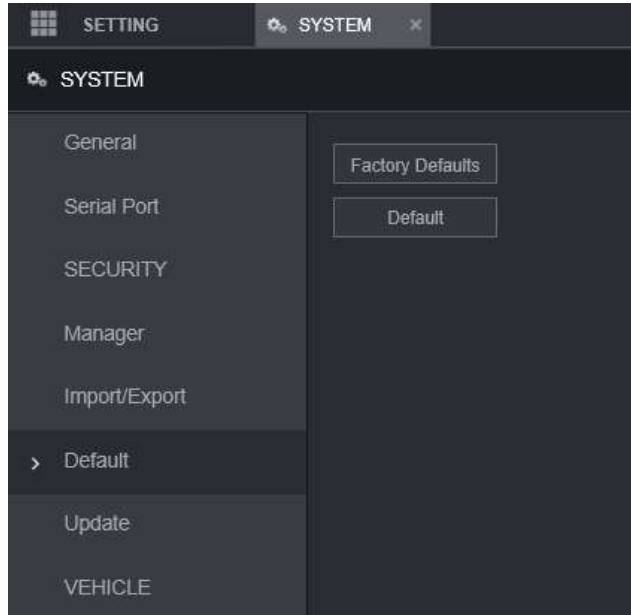 SETTING
SYSTEM ×
SYSTEM
General
Serial Port
SECURITY
Manager
Import/Export
Default
Update
VEHICLE
Factory Defaults
Default